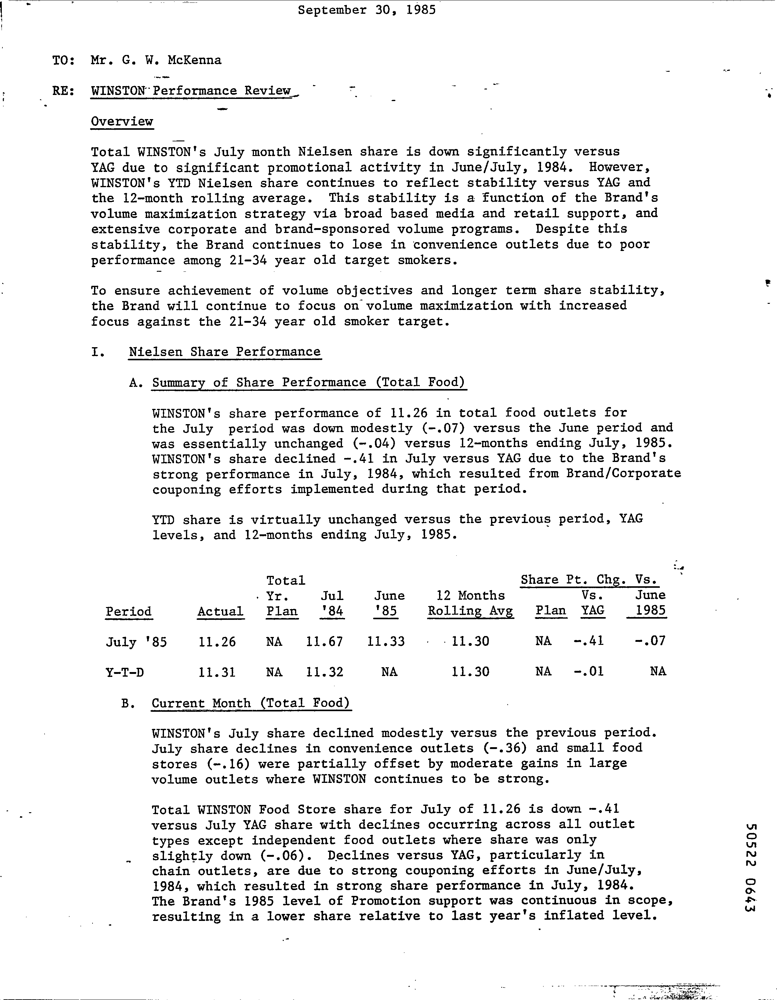 September 30, 1985
TO: Mr. G. W. McKenna
RE: WINSTON Performance Review
Overview
Total WINSTON's July month Nielsen share is down significantly versus
YAG due to significant promotional activity in June/July, 1984. However,
WINSTON's YTD Nielsen share continues to reflect stability versus YAG and
the 12-month rolling average. This stability is a function of the Brand's
volume maximization strategy via broad based media and retail support, and
extensive corporate and brand-sponsored volume programs. Despite this
stability, the Brand continues to lose in convenience outlets due to poor
performance among 21-34 year old target smokers.
To ensure achievement of volume objectives and longer term share stability,
the Brand will continue to focus on volume maximization with increased
focus against the 21-34 year old smoker target.
I. Nielsen Share Performance
A. Summary of Share Performance (Total Food)
WINSTON's share performance of 11.26 in total food outlets for
the July period was down modestly (-.07) versus the June period and
was essentially unchanged (-.04) versus 12-months ending July, 1985.
WINSTON's share declined -.41 in July versus YAG due to the Brand's
strong performance in July, 1984, which resulted from Brand/Corporate
couponing efforts implemented during that period.
YTD share is virtually unchanged versus the previous period, YAG
levels, and 12-months ending July, 1985.
Total Share Pt. Chg. Vs.
Yr. Jul June 12 Months Vs. June
Period Actual Plan '84 '85 Rolling Avg Plan YAG 1985
July '85 11.26 NA 11.67 11.33 11.30 NA -.41 -.07
Y-T-D 11.31 NA 11.32 NA 11.30 NA -.01 NA
B. Current Month (Total Food)
WINSTON's July share declined modestly versus the previous period.
July share declines in convenience outlets (-.36) and small food
stores (-.16) were partially offset by moderate gains in large
volume outlets where WINSTON continues to be strong.
Total WINSTON Food Store share for July of 11.26 is down -.41
versus July YAG share with declines occurring across all outlet
types except independent food outlets where share was only
slightly down (-.06). Declines versus YAG, particularly in
chain outlets, are due to strong couponing efforts in June/July,
1984, which resulted in strong share performance in July, 1984.
The Brand's 1985 level of Promotion support was continuous in scope,
resulting in a lower share relative to last year's inflated level.
50522 0643